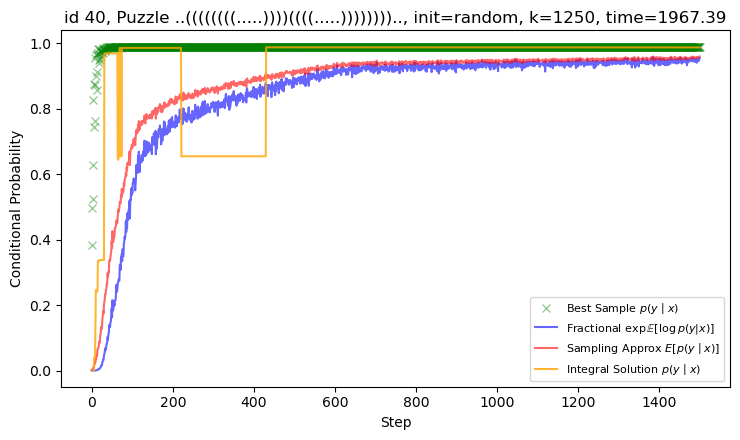 id 40, Puzzle ..((((((((.....))))((((.....)))))))).., init=random, k=1250, time=1967.39
1.0
0.8
0.6
0.4
0.2
0.0
Conditional Probability
0
200
400
600
800
1000
1200
1400
Step
Best Sample p(y | x)
Fractional exp𝔼[log p(y|x)]
Sampling Approx E[p(y | x)]
Integral Solution p(y | x)